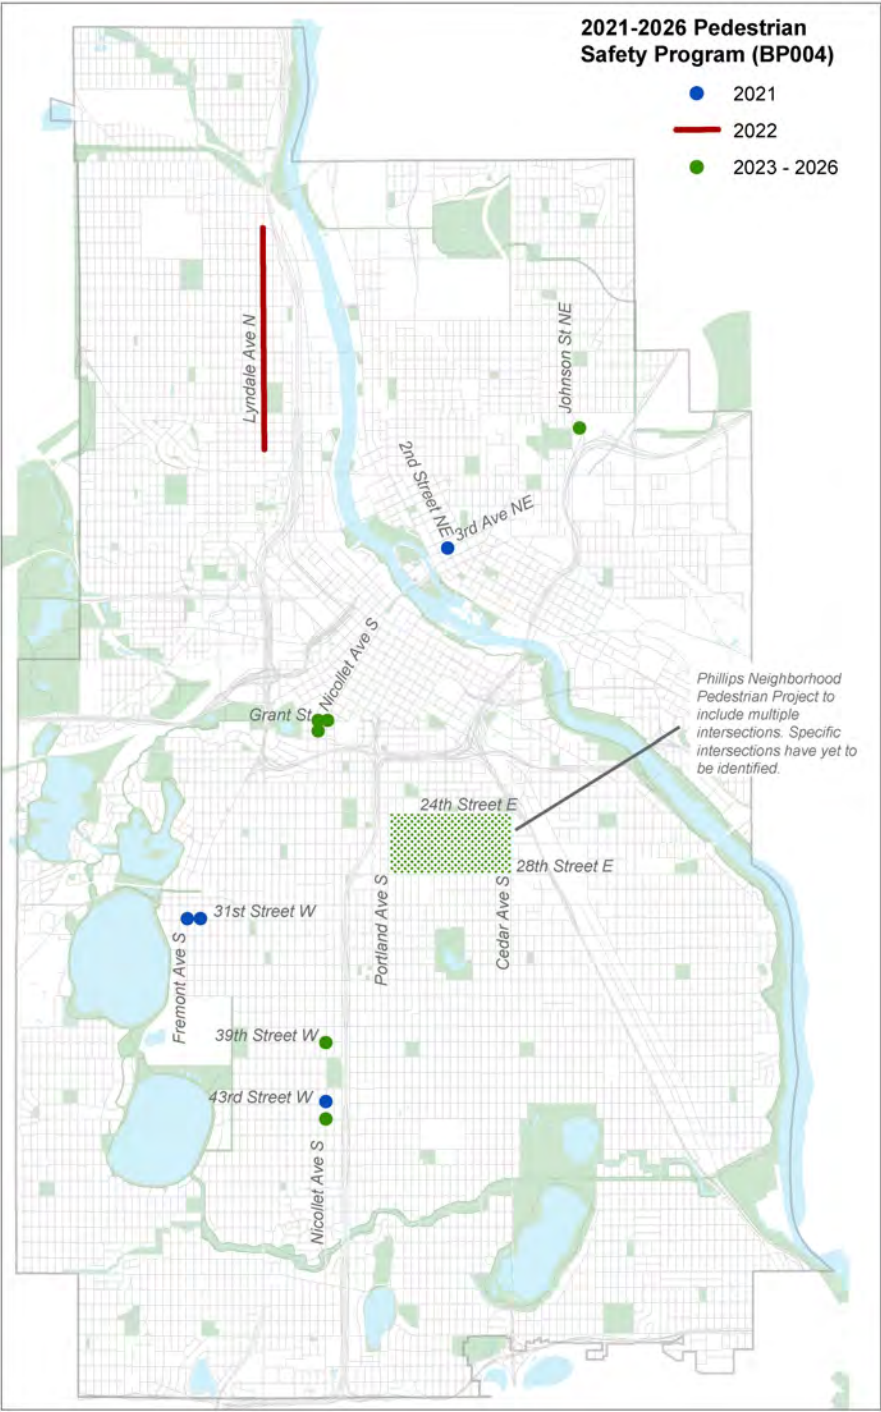 2021-2026 Pedestrian
Safety Program (BP004)
2021
2022
2023 - 2026
Lyndale Ave N
Johnson St NE
2nd Street NE
3rd Ave NE
Nicollet Ave S
Grant St
Phillips Neighborhood
Pedestrian Project to
include multiple
intersections. Specific
intersections have yet to
be identified.
24th Street E
28th Street E
Portland Ave S
Cedar Ave S
31st Street W
Fremont Ave S
39th Street W
43rd Street W
Nicollet Ave S